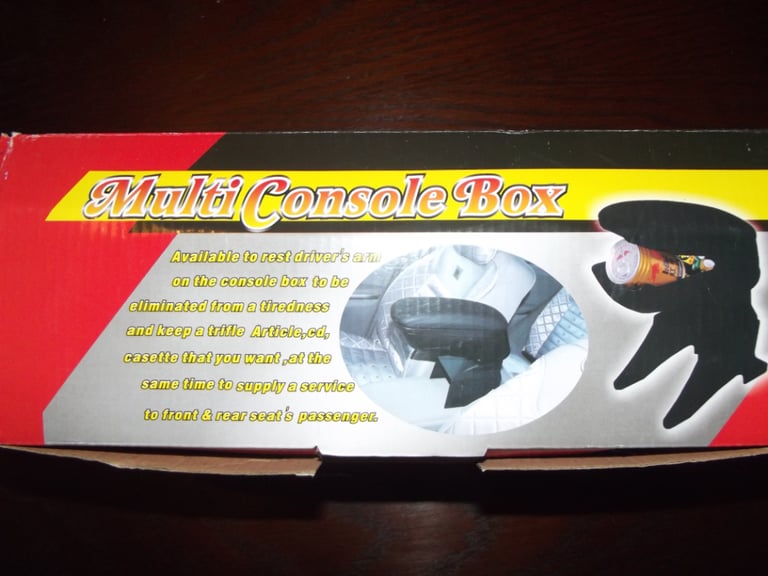 Multi Console Box
Available to rest driver's arm
on the console box to be
eliminated from a tiredness
and keep a trifle Article,cd,
casette that you want ,at the
same time to supply a service
to front & rear seat's passenger.